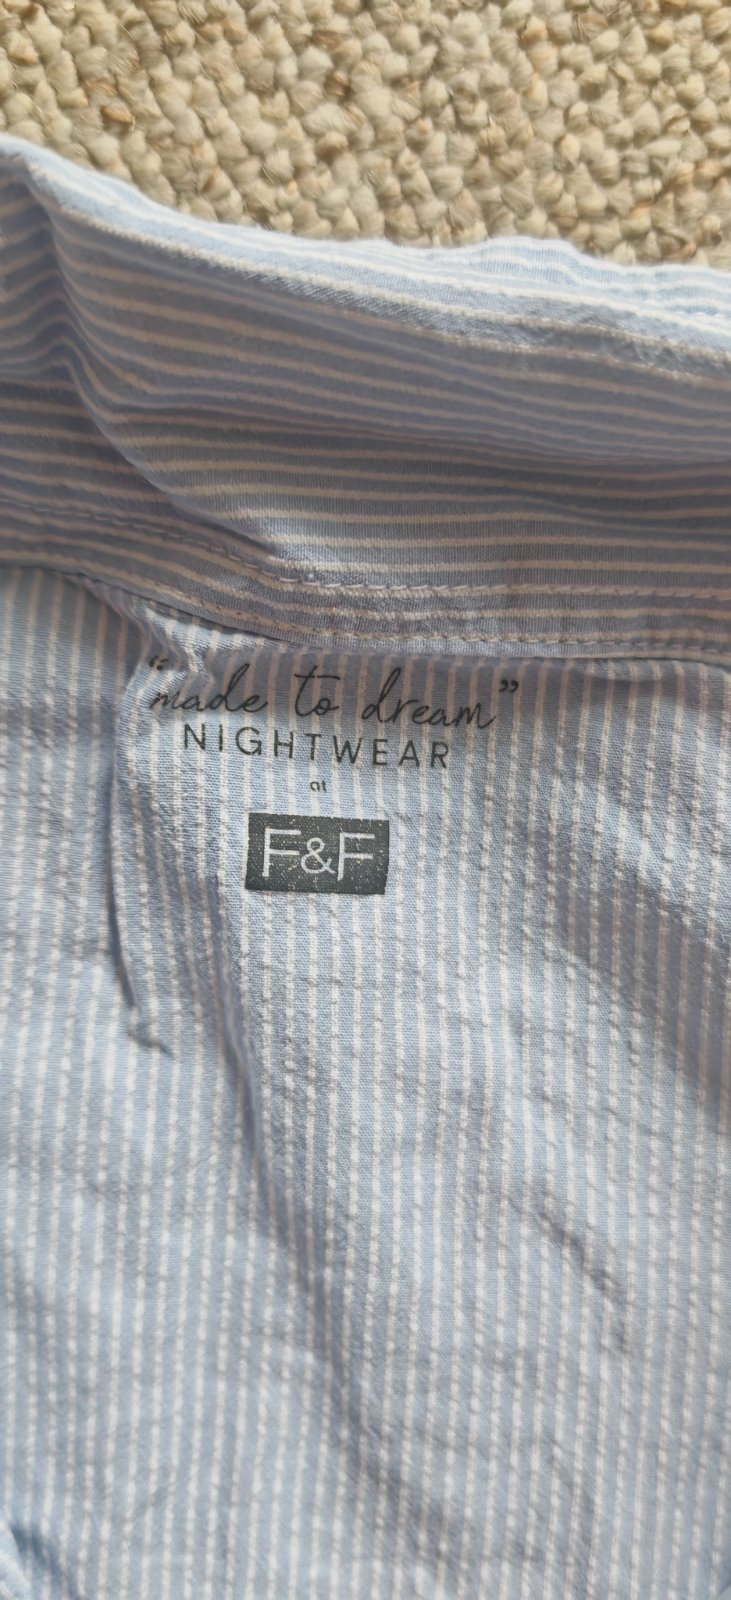 “made to dream”
NIGHTWEAR
at
F&F